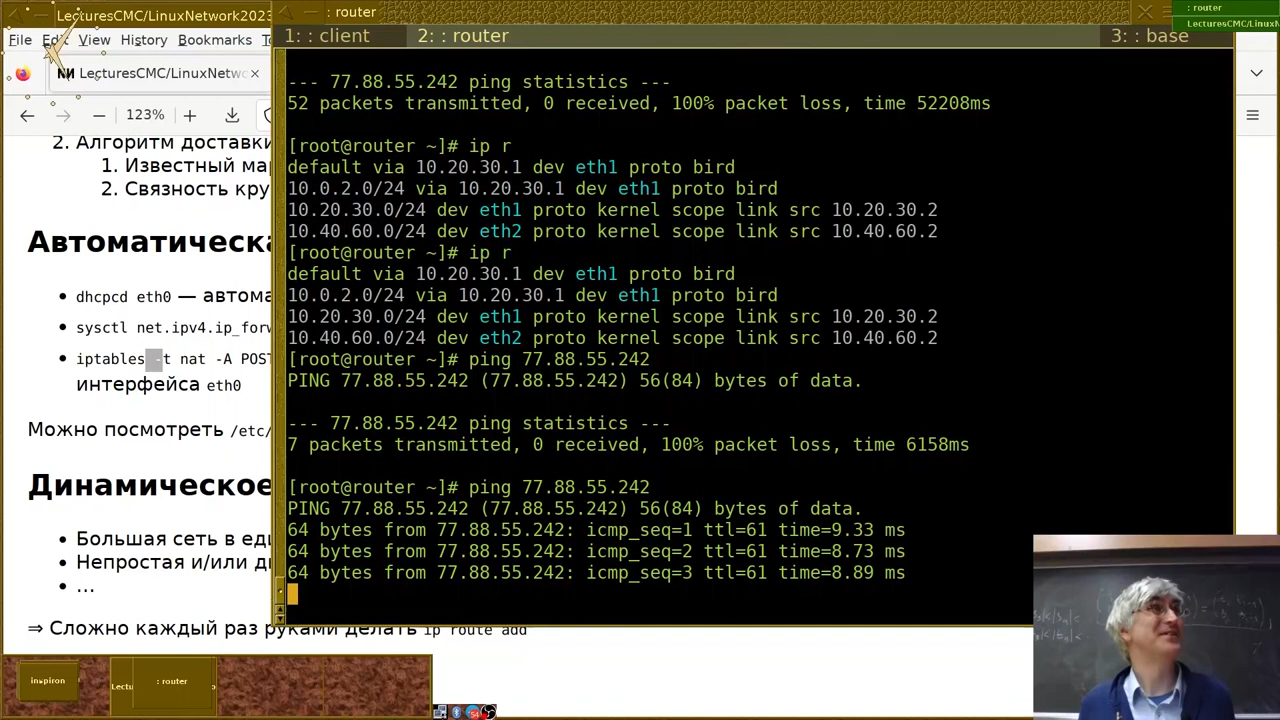 LecturesCMC/LinuxNetwork2023
: router
: router
LecturesCMC/LinuxN
File Edit View History Bookmarks To
1: : client
2: : router
3: : base
LecturesCMC/LinuxNetwo
123%
2. Алгоритм доставки
1. Известный мар
2. Связность кру
Автоматическа
• dhcpcd eth0 — автома
• sysctl net.ipv4.ip_forw
• iptables -t nat -A POST
интерфейса eth0
Можно посмотреть /etc/
Динамическое
• Большая сеть в еди
• Непростая и/или ди
• …
⇒ Сложно каждый раз руками делать ip route add
--- 77.88.55.242 ping statistics ---
52 packets transmitted, 0 received, 100% packet loss, time 52208ms
[root@router ~]# ip r
default via 10.20.30.1 dev eth1 proto bird
10.0.2.0/24 via 10.20.30.1 dev eth1 proto bird
10.20.30.0/24 dev eth1 proto kernel scope link src 10.20.30.2
10.40.60.0/24 dev eth2 proto kernel scope link src 10.40.60.2
[root@router ~]# ip r
default via 10.20.30.1 dev eth1 proto bird
10.0.2.0/24 via 10.20.30.1 dev eth1 proto bird
10.20.30.0/24 dev eth1 proto kernel scope link src 10.20.30.2
10.40.60.0/24 dev eth2 proto kernel scope link src 10.40.60.2
[root@router ~]# ping 77.88.55.242
PING 77.88.55.242 (77.88.55.242) 56(84) bytes of data.
--- 77.88.55.242 ping statistics ---
7 packets transmitted, 0 received, 100% packet loss, time 6158ms
[root@router ~]# ping 77.88.55.242
PING 77.88.55.242 (77.88.55.242) 56(84) bytes of data.
64 bytes from 77.88.55.242: icmp_seq=1 ttl=61 time=9.33 ms
64 bytes from 77.88.55.242: icmp_seq=2 ttl=61 time=8.73 ms
64 bytes from 77.88.55.242: icmp_seq=3 ttl=61 time=8.89 ms
inspiron
Lectu
: router